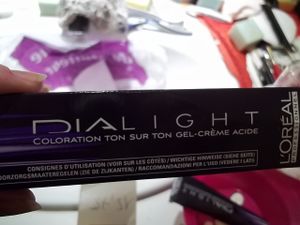 DIALIGHT
COLORATION TON SUR TON GEL-CRÈME ACIDE
CONSIGNES D'UTILISATION (VOIR SUR LES CÔTÉS) / WICHTIGE HINWEISE (SIEHE SEITE)
VOORZORGSMAATREGELEN (ZIE DE ZIJKANTEN) / RACCOMANDAZIONI PER L'USO (VEDERE I LATI)
L'ORÉAL